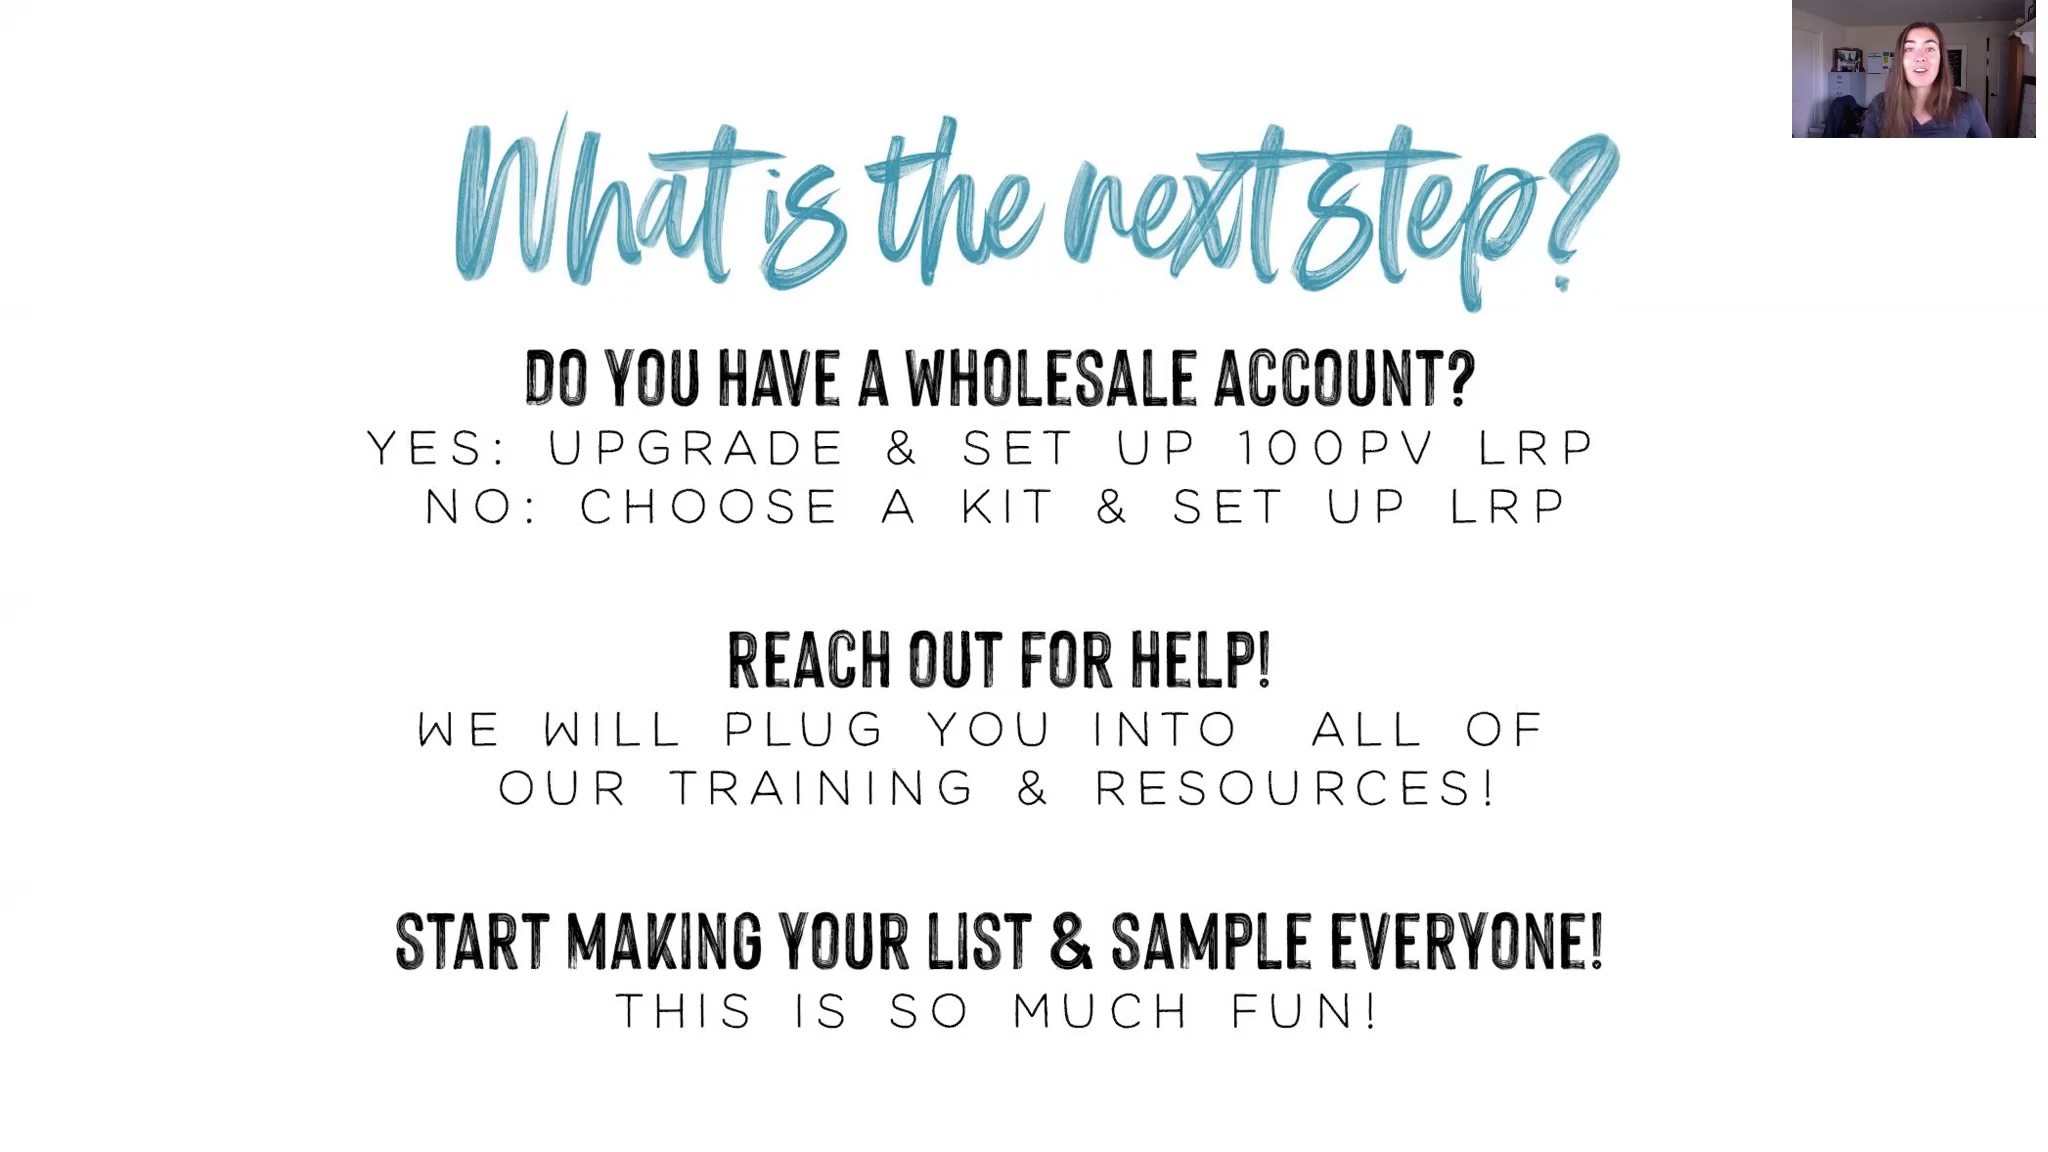 What is the next step?
DO YOU HAVE A WHOLESALE ACCOUNT?
YES: UPGRADE & SET UP 100PV LRP
NO: CHOOSE A KIT & SET UP LRP
REACH OUT FOR HELP!
WE WILL PLUG YOU INTO ALL OF
OUR TRAINING & RESOURCES!
START MAKING YOUR LIST & SAMPLE EVERYONE!
THIS IS SO MUCH FUN!